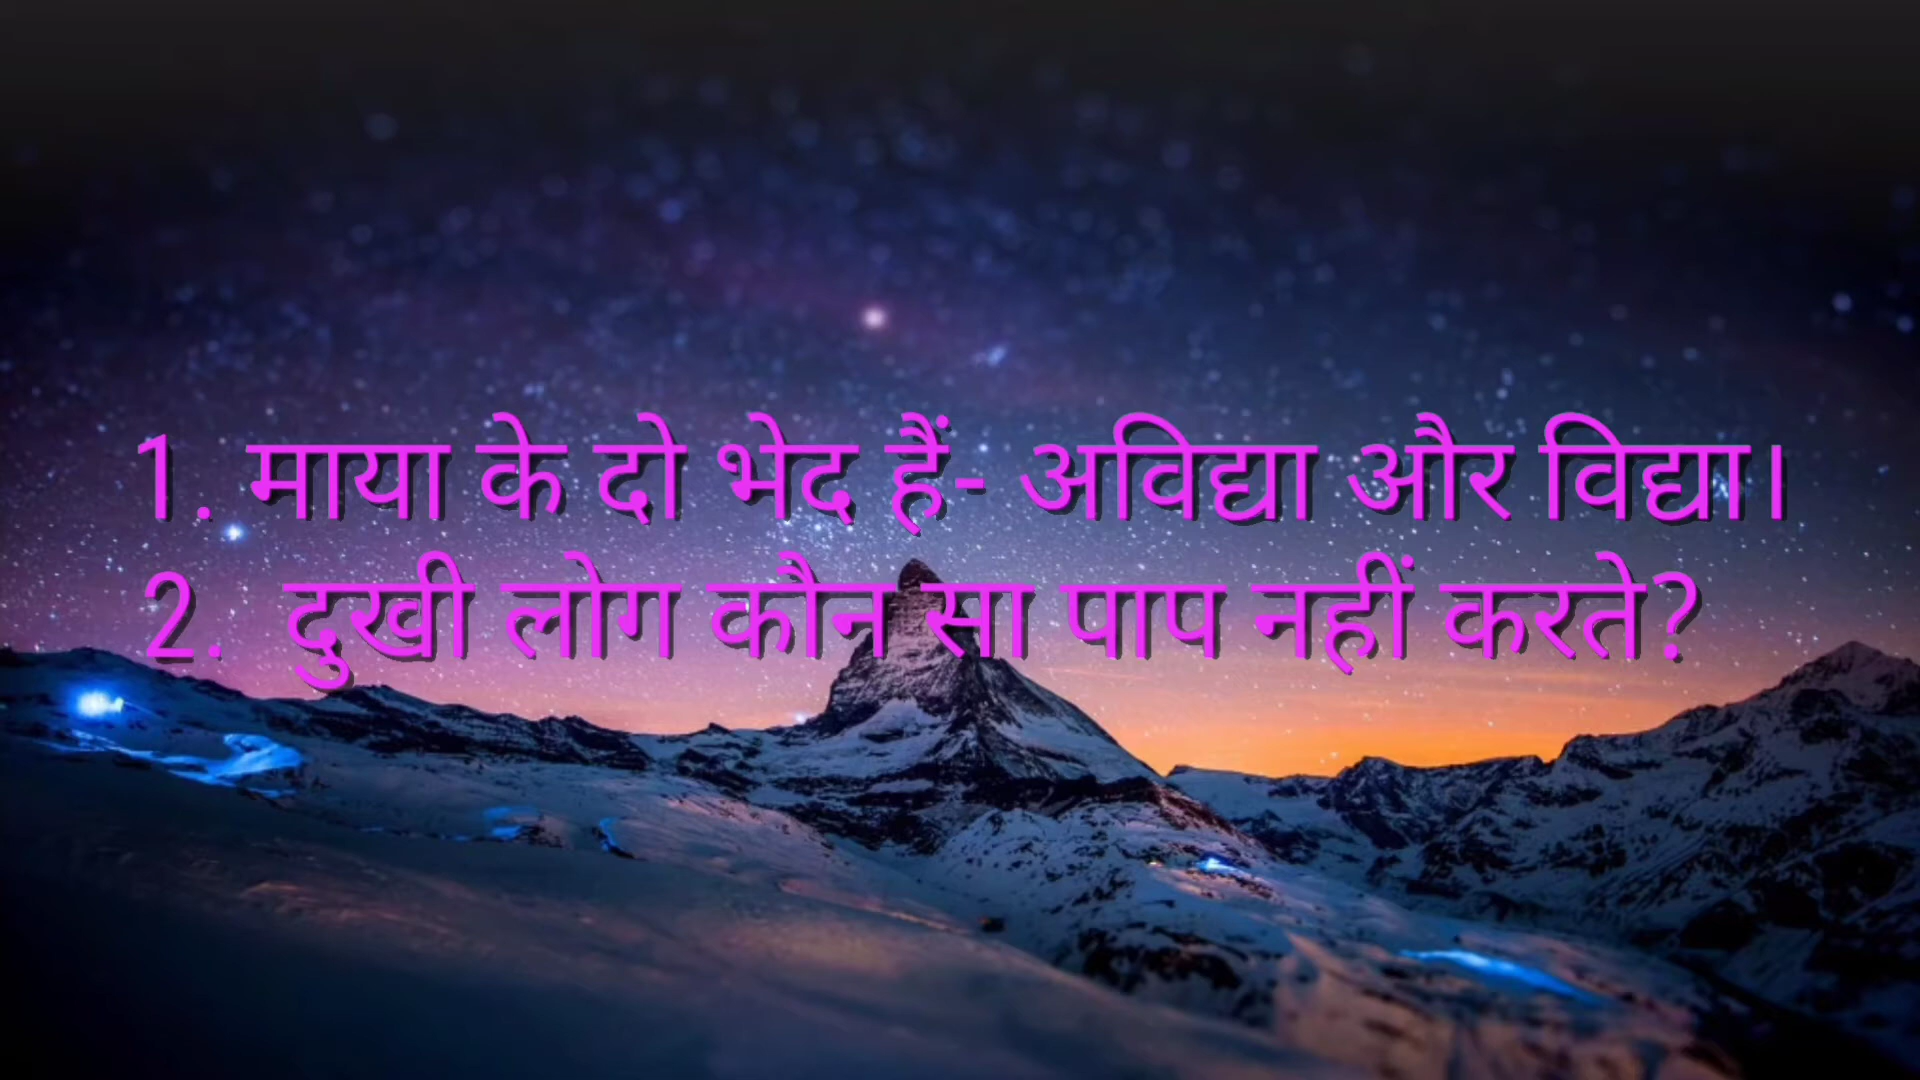 1. माया के दो भेद हैं- अविद्या और विद्या।
2. दुखी लोग कौन सा पाप नहीं करते?